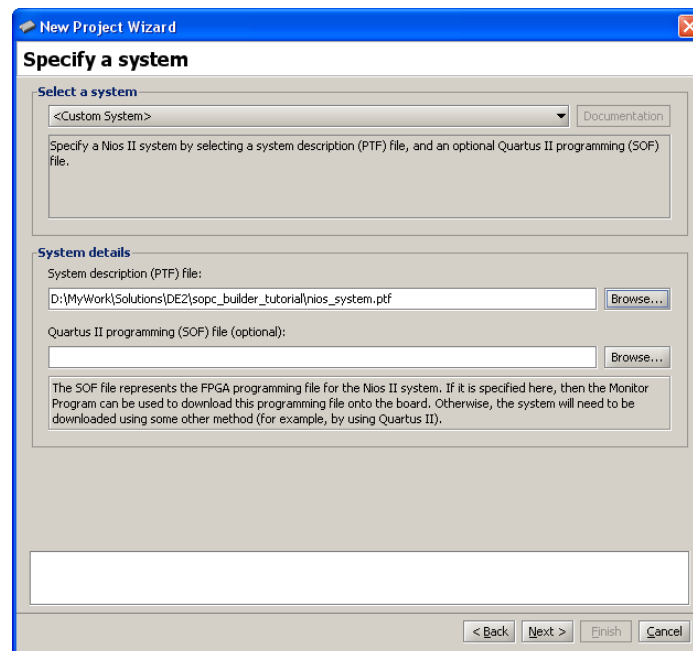 New Project Wizard
Specify a system
Select a system
<Custom System>
Documentation
Specify a Nios II system by selecting a system description (PTF) file, and an optional Quartus II programming (SOF)
file.
System details
System description (PTF) file:
D:\MyWork\Solutions\DE2\sopc_builder_tutorial\nios_system.ptf
Browse...
Quartus II programming (SOF) file (optional):
Browse...
The SOF file represents the FPGA programming file for the Nios II system. If it is specified here, then the Monitor
Program can be used to download this programming file onto the board. Otherwise, the system will need to be
downloaded using some other method (for example, by using Quartus II).
< Back
Next >
Finish
Cancel